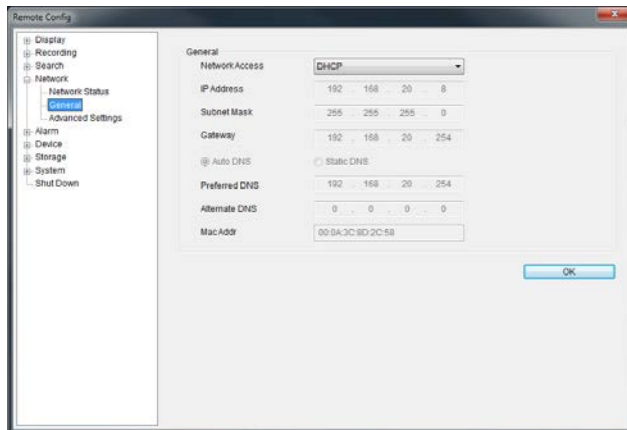 Remote Config
Display
Recording
Search
Network
Network Status
General
Advanced Settings
Alarm
Device
Storage
System
Shut Down
General
Network Access DHCP
IP Address 192 . 168 . 20 . 8
Subnet Mask 255 . 255 . 255 . 0
Gateway 192 . 168 . 20 . 254
Auto DNS Static DNS
Preferred DNS 192 . 168 . 20 . 254
Alternate DNS 0 . 0 . 0 . 0
Mac Addr 00:0A:3C:8D:2C:58
OK